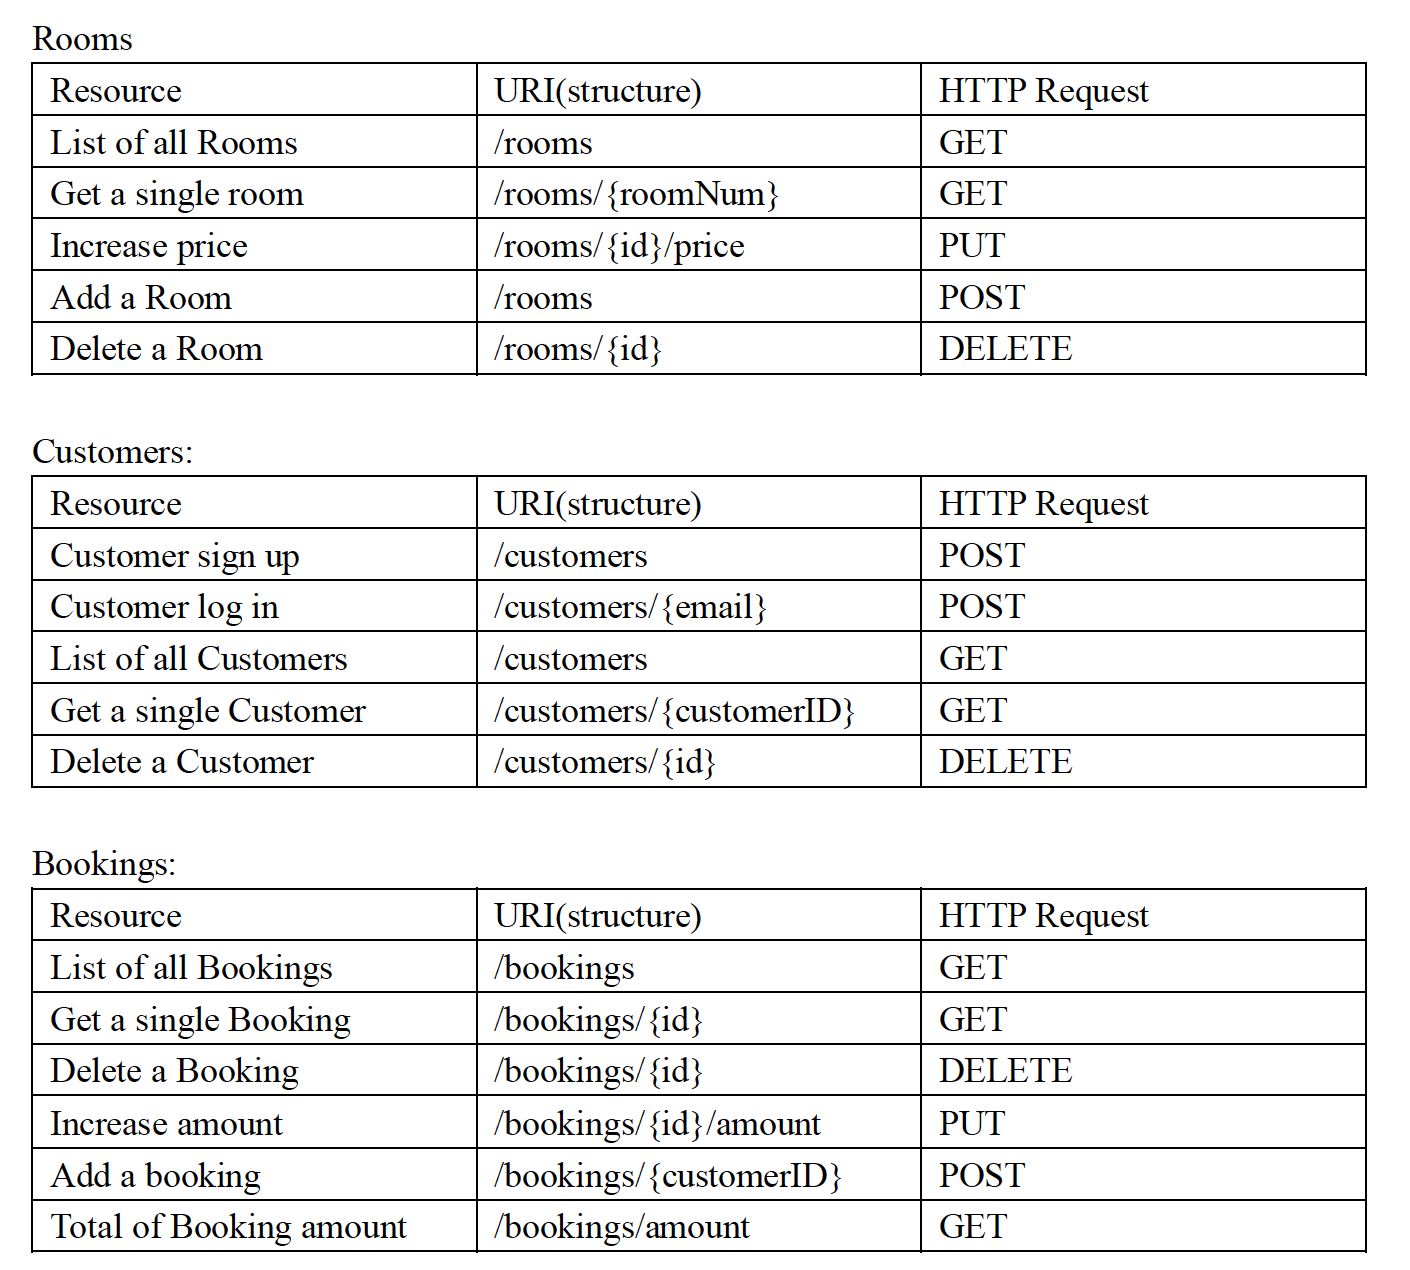 Rooms
Resource URI(structure) HTTP Request
List of all Rooms /rooms GET
Get a single room /rooms/{roomNum} GET
Increase price /rooms/{id}/price PUT
Add a Room /rooms POST
Delete a Room /rooms/{id} DELETE
Customers:
Resource URI(structure) HTTP Request
Customer sign up /customers POST
Customer log in /customers/{email} POST
List of all Customers /customers GET
Get a single Customer /customers/{customerID} GET
Delete a Customer /customers/{id} DELETE
Bookings:
Resource URI(structure) HTTP Request
List of all Bookings /bookings GET
Get a single Booking /bookings/{id} GET
Delete a Booking /bookings/{id} DELETE
Increase amount /bookings/{id}/amount PUT
Add a booking /bookings/{customerID} POST
Total of Booking amount /bookings/amount GET